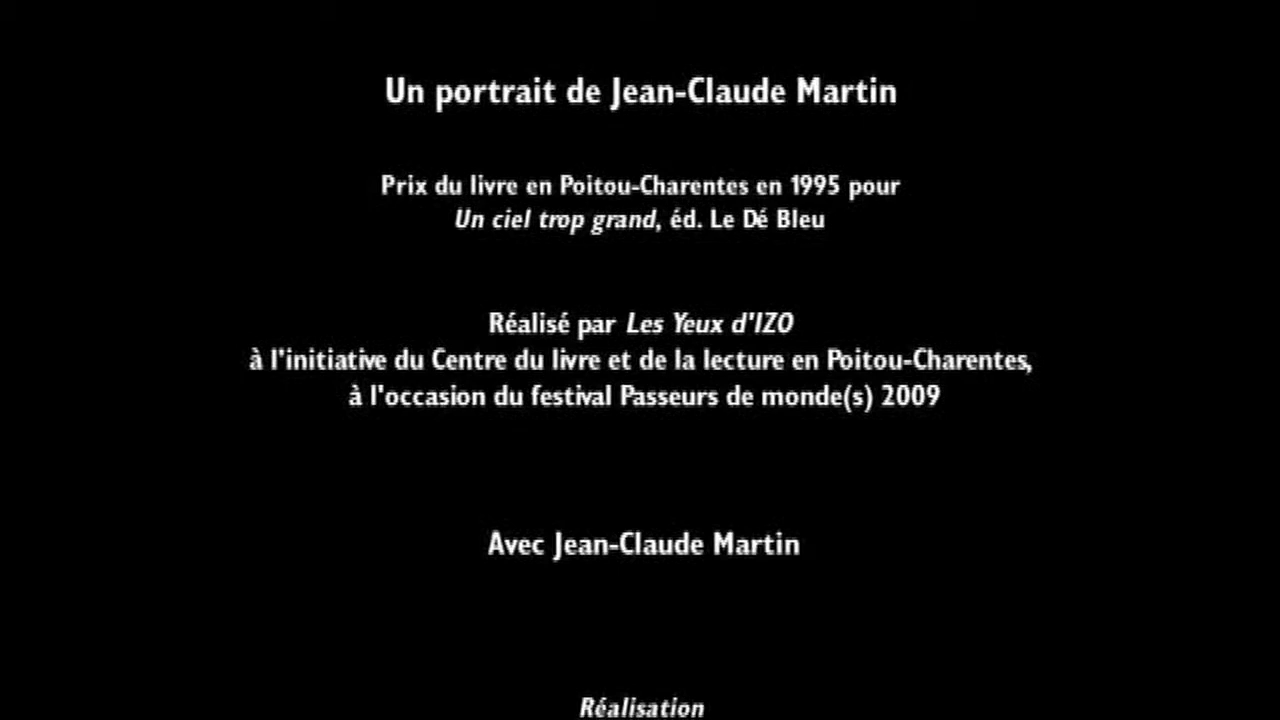 Un portrait de Jean-Claude Martin
Prix du livre en Poitou-Charentes en 1995 pour
Un ciel trop grand, éd. Le Dé Bleu
Réalisé par Les Yeux d'IZO
à l'initiative du Centre du livre et de la lecture en Poitou-Charentes,
à l'occasion du festival Passeurs de monde(s) 2009
Avec Jean-Claude Martin
Réalisation